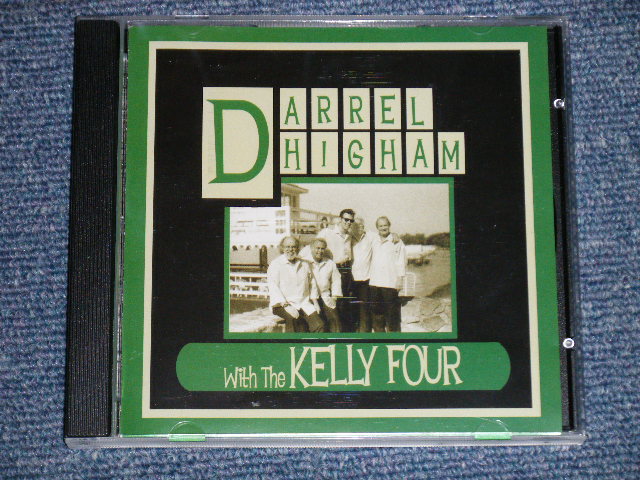 DARREL
HIGHAM
With The KELLY FOUR